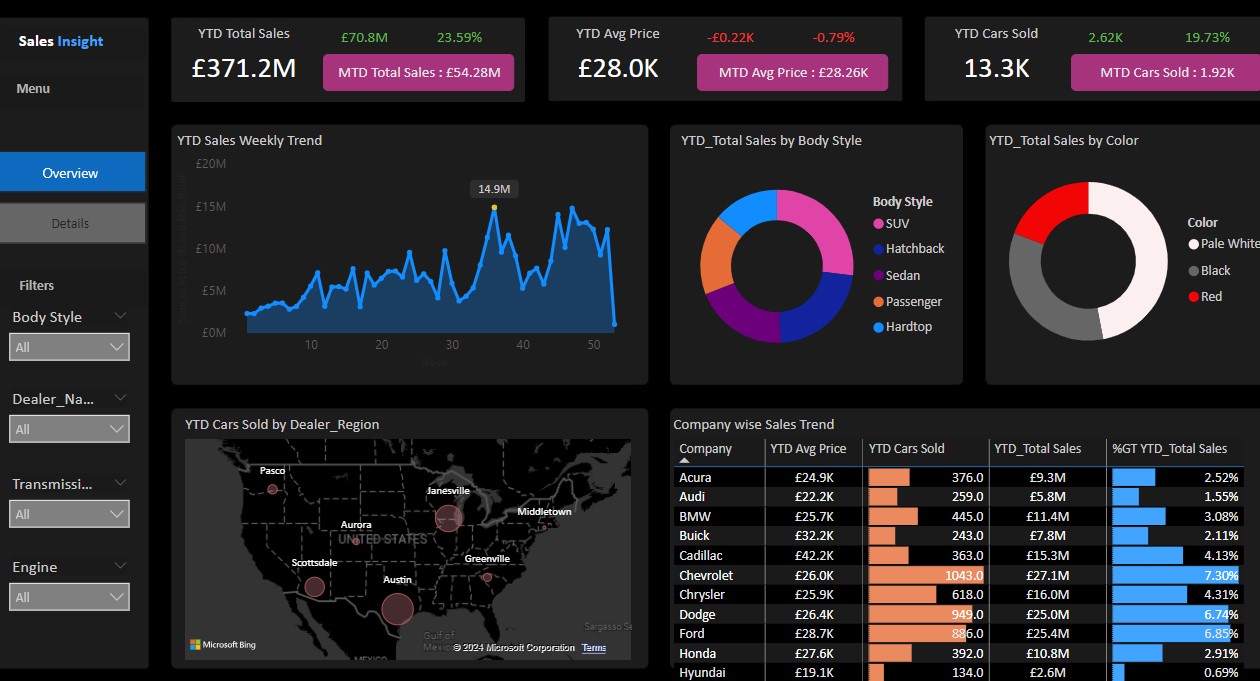 Sales Insight
Menu
Overview
Details
Filters
Body Style
All
Dealer_Na...
All
Transmissi...
All
Engine
All
YTD Total Sales
£70.8M 23.59%
£371.2M
MTD Total Sales : £54.28M
YTD Avg Price
-£0.22K -0.79%
£28.0K
MTD Avg Price : £28.26K
YTD Cars Sold
2.62K 19.73%
13.3K
MTD Cars Sold : 1.92K
YTD Sales Weekly Trend
£20M
£15M
£10M
£5M
£0M
14.9M
10 20 30 40 50
YTD_Total Sales by Body Style
Body Style
SUV
Hatchback
Sedan
Passenger
Hardtop
YTD_Total Sales by Color
Color
Pale White
Black
Red
YTD Cars Sold by Dealer_Region
Pasco
Janesville
Aurora
Middletown
UNITED STATES
Scottsdale
Greenville
Austin
Sargasso Se
Gulf of
Mexico
MEXICO
Microsoft Bing
© 2024 Microsoft Corporation Terms
Company wise Sales Trend
Company YTD Avg Price YTD Cars Sold YTD_Total Sales %GT YTD_Total Sales
Acura £24.9K 376.0 £9.3M 2.52%
Audi £22.2K 259.0 £5.8M 1.55%
BMW £25.7K 445.0 £11.4M 3.08%
Buick £32.2K 243.0 £7.8M 2.11%
Cadillac £42.2K 363.0 £15.3M 4.13%
Chevrolet £26.0K 1043.0 £27.1M 7.30%
Chrysler £25.9K 618.0 £16.0M 4.31%
Dodge £26.4K 949.0 £25.0M 6.74%
Ford £28.7K 886.0 £25.4M 6.85%
Honda £27.6K 392.0 £10.8M 2.91%
Hyundai £19.1K 134.0 £2.6M 0.69%